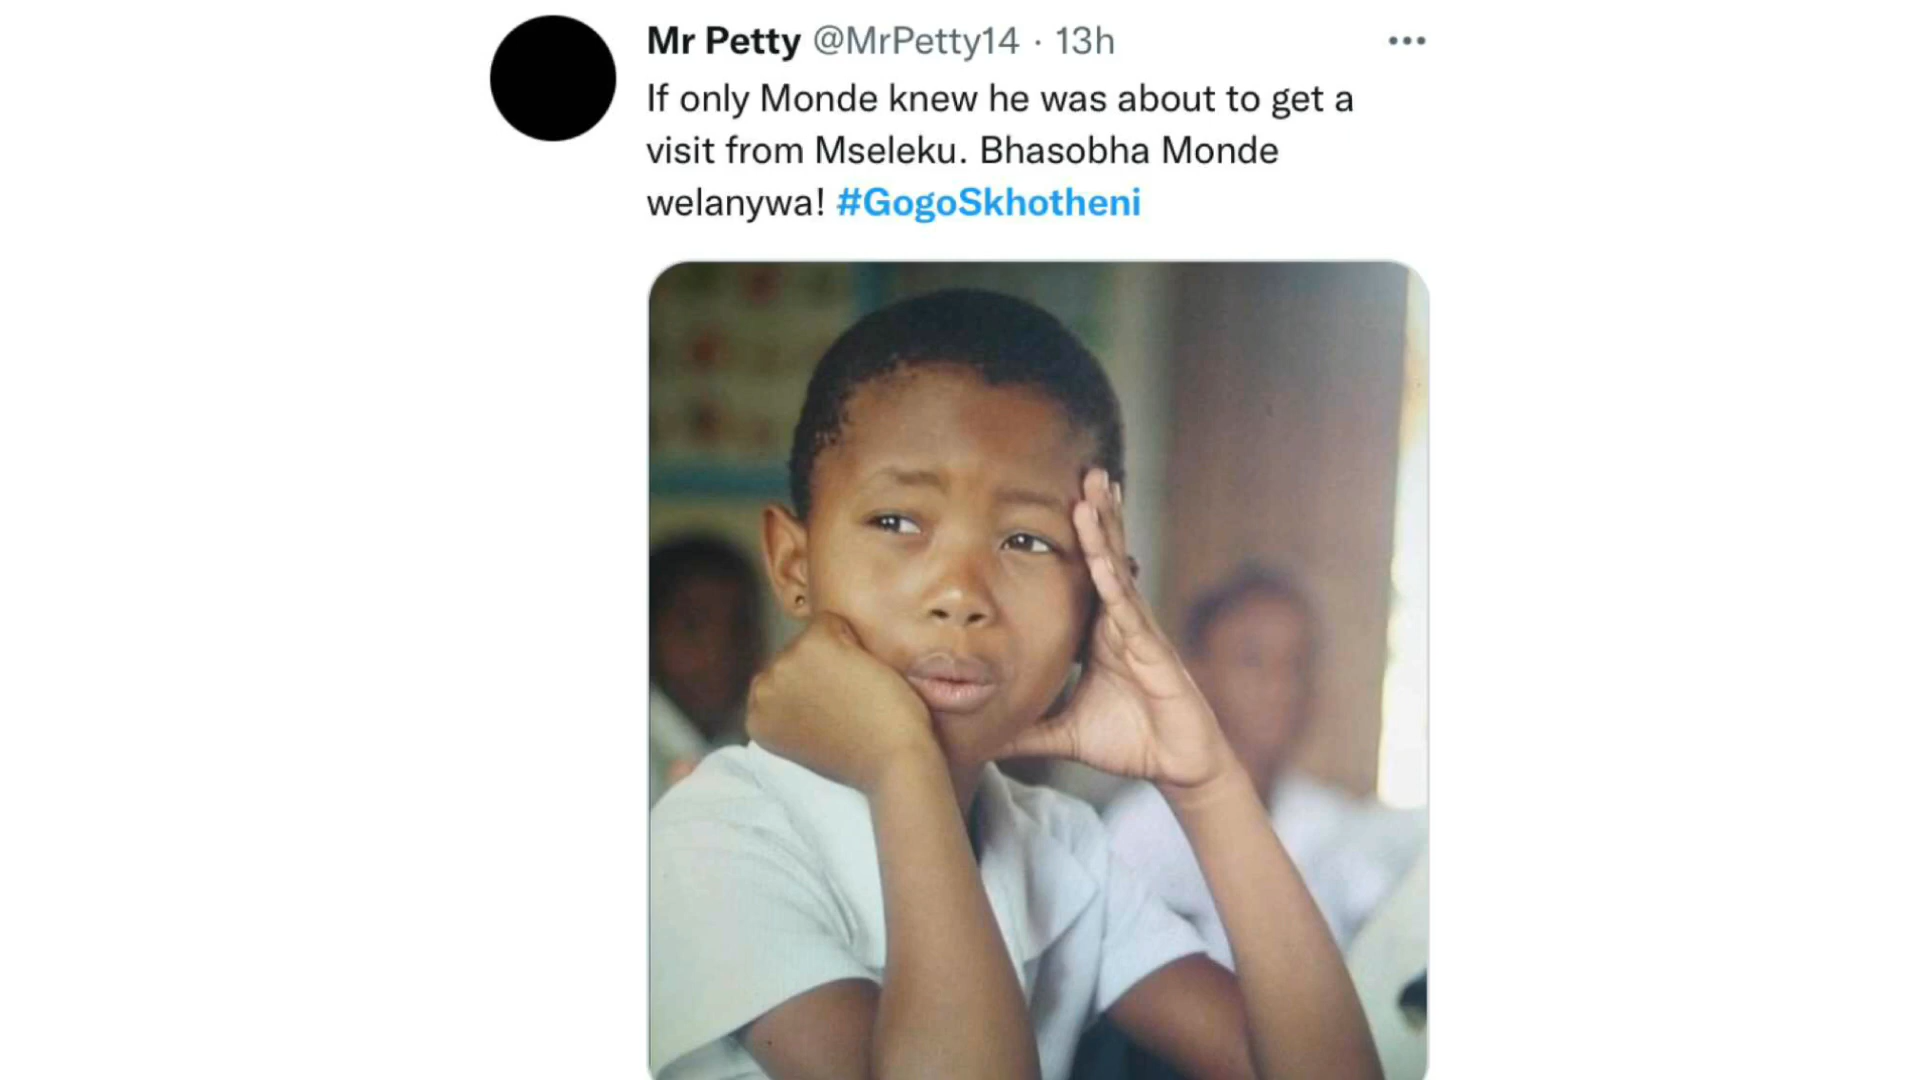 Mr Petty @MrPetty14 · 13h
If only Monde knew he was about to get a
visit from Mseleku. Bhasobha Monde
welanywa! #GogoSkhotheni